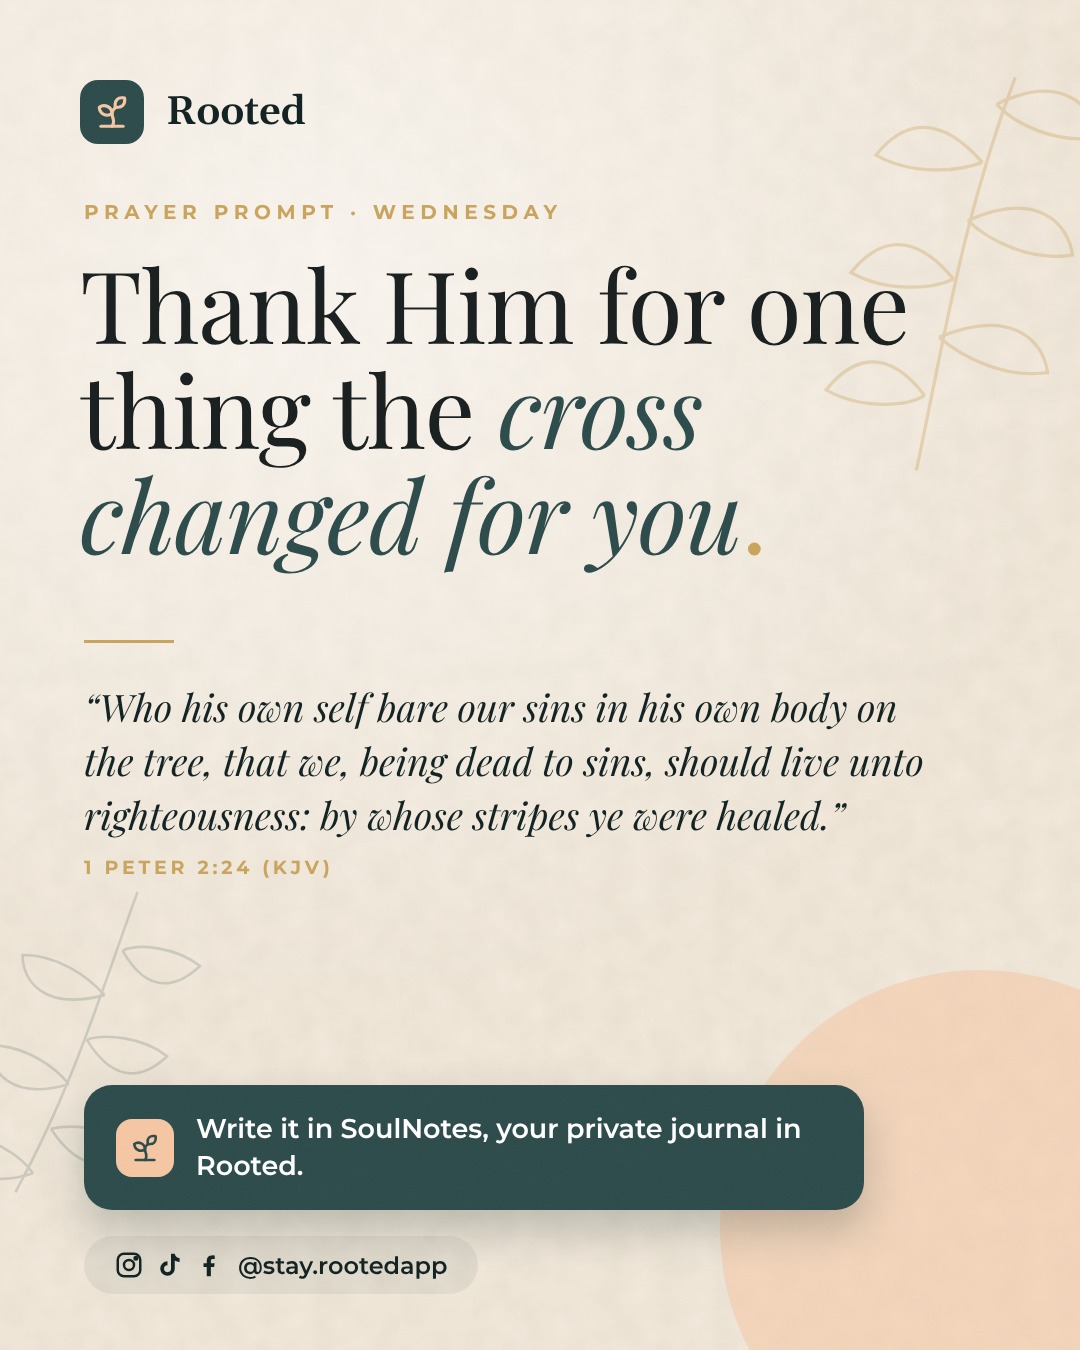 Rooted
PRAYER PROMPT · WEDNESDAY
Thank Him for one
thing the cross
changed for you.
“Who his own self bare our sins in his own body on
the tree, that we, being dead to sins, should live unto
righteousness: by whose stripes ye were healed.”
1 PETER 2:24 (KJV)
Write it in SoulNotes, your private journal in
Rooted.
@stay.rootedapp